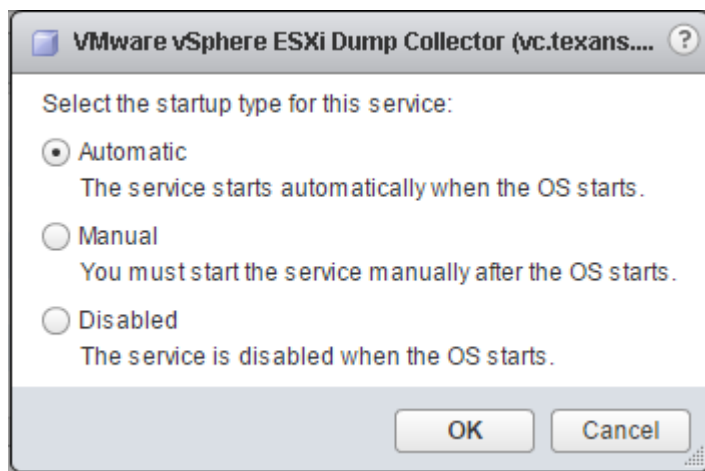 VMware vSphere ESXi Dump Collector (vc.texans.... ?
Select the startup type for this service:
Automatic
The service starts automatically when the OS starts.
Manual
You must start the service manually after the OS starts.
Disabled
The service is disabled when the OS starts.
OK Cancel